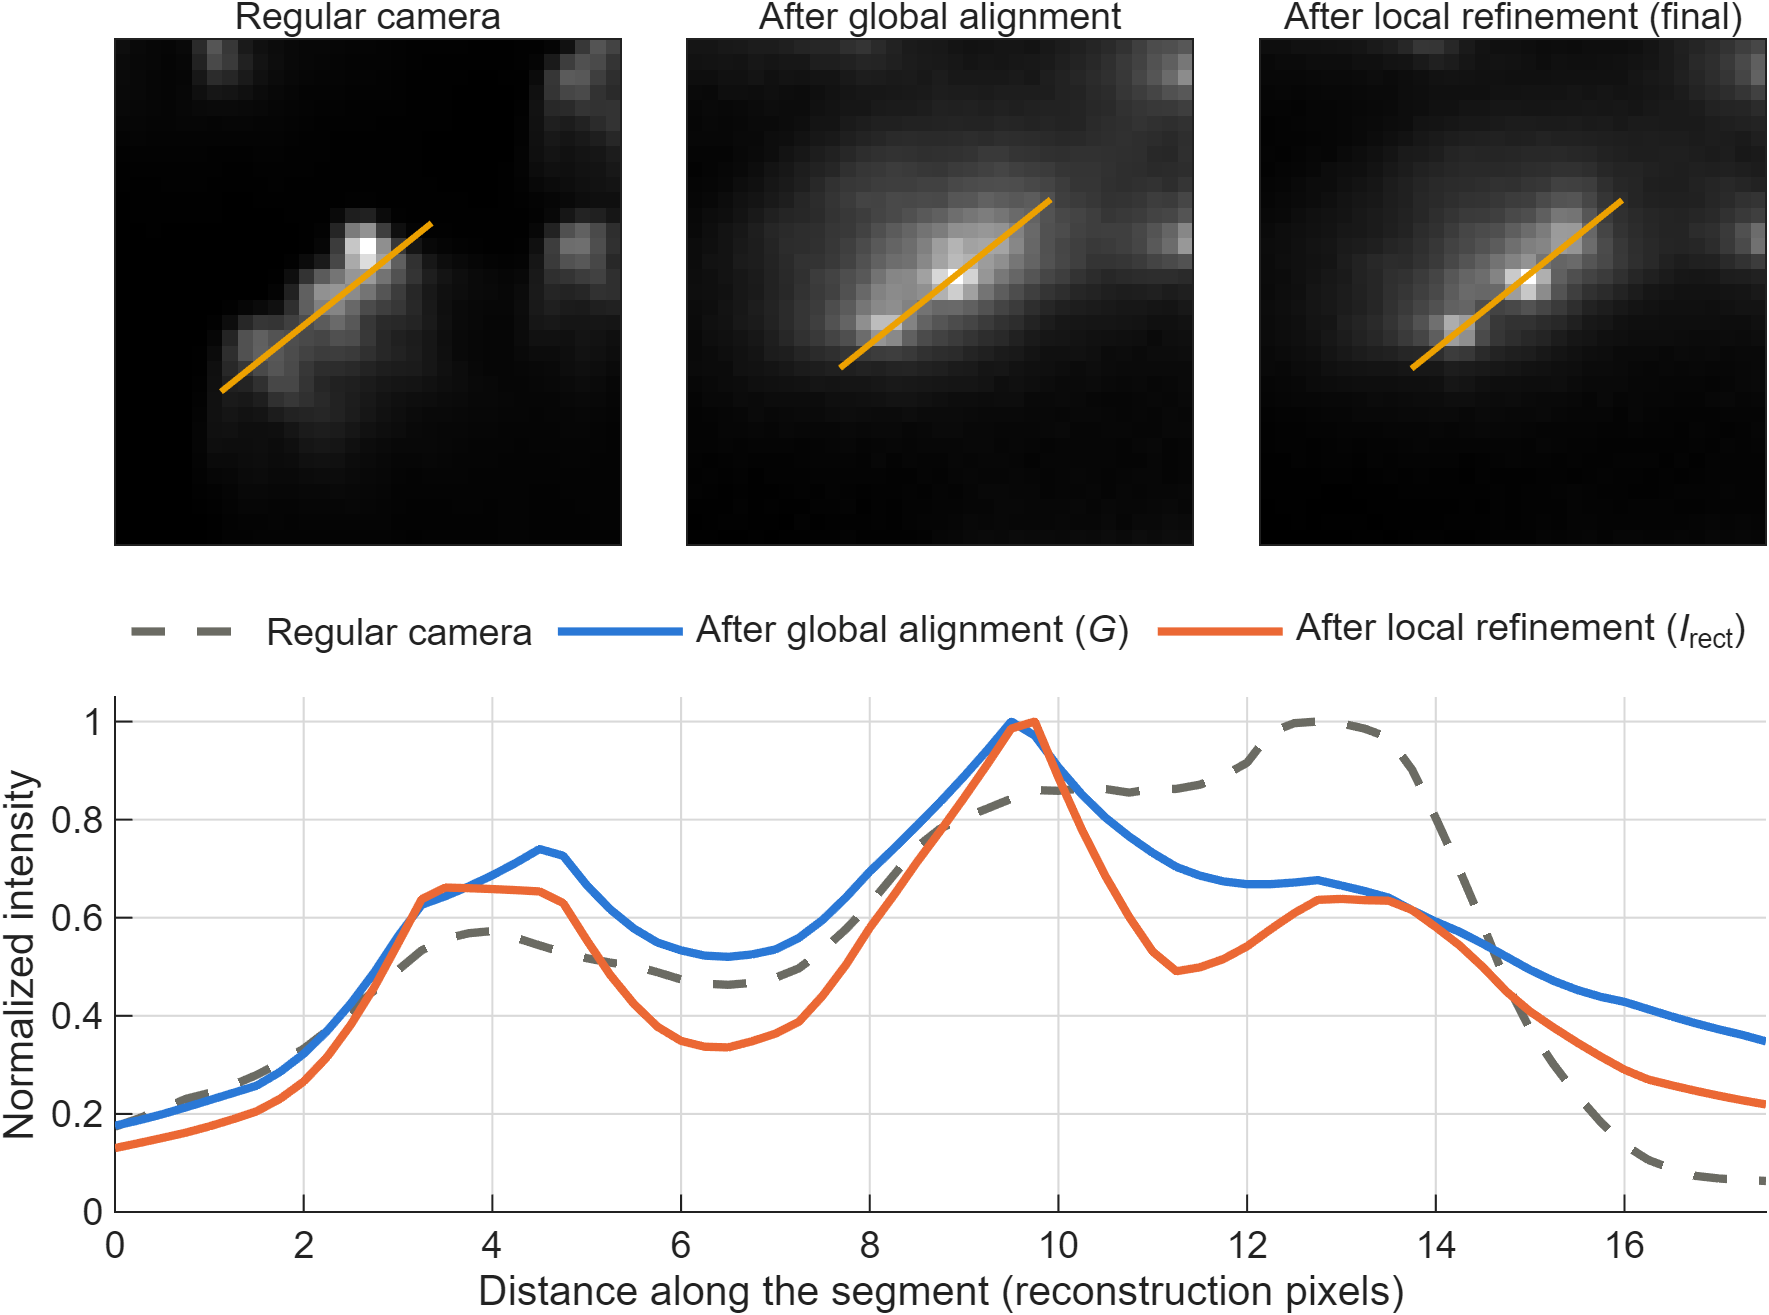 Regular camera
After global alignment
After local refinement (final)
Regular camera
After global alignment (G)
After local refinement (Irect)
Normalized intensity
1
0.8
0.6
0.4
0.2
0
0 2 4 6 8 10 12 14 16
Distance along the segment (reconstruction pixels)